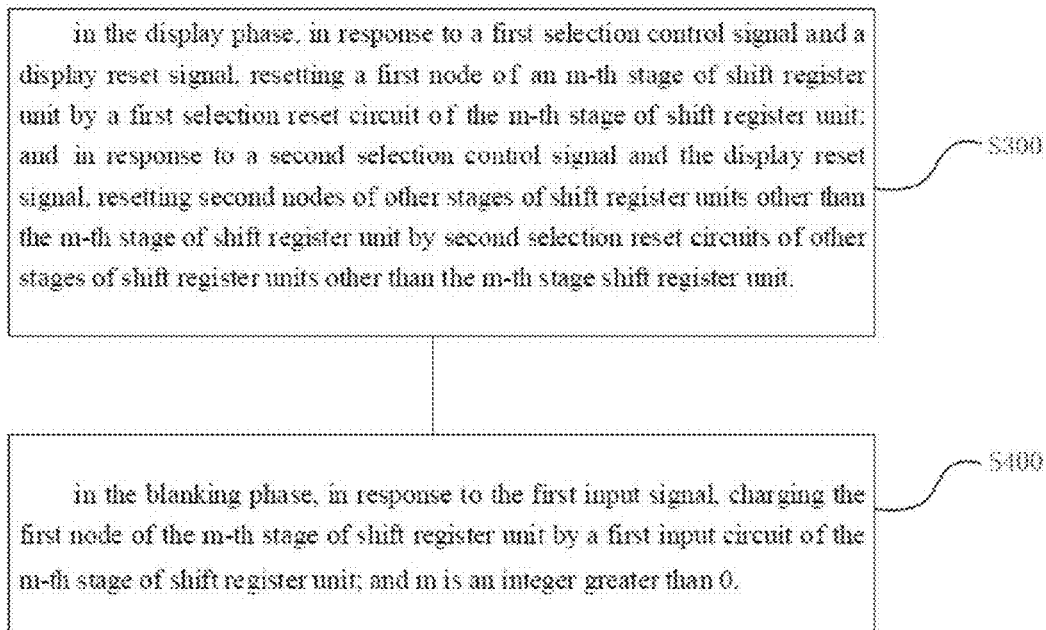 in the display phase, in response to a first selection control signal and a
display reset signal, resetting a first node of an m-th stage of shift register
unit by a first selection reset circuit of the m-th stage of shift register unit;
and in response to a second selection control signal and the display reset
signal, resetting second nodes of other stages of shift register units other than
the m-th stage of shift register unit by second selection reset circuits of other
stages of shift register units other than the m-th stage shift register unit.
S300
S400
in the blanking phase, in response to the first input signal, charging the
first node of the m-th stage of shift register unit by a first input circuit of the
m-th stage of shift register unit; and m is an integer greater than 0.